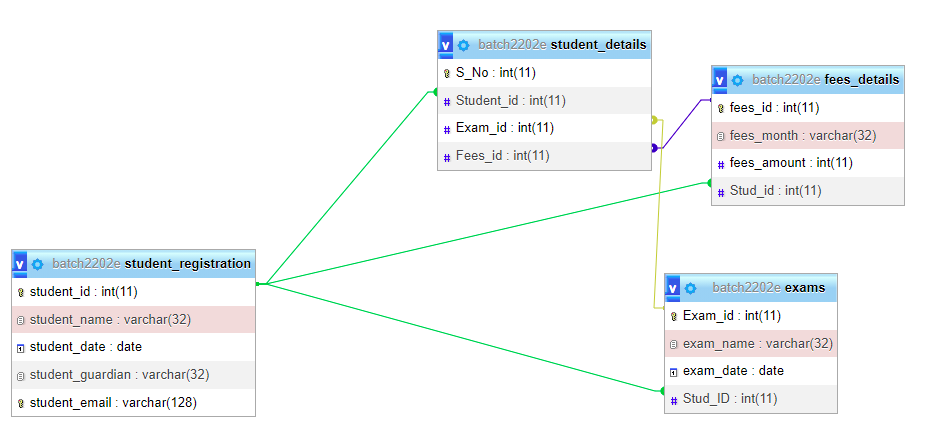 batch2202e student_details
S_No : int(11)
Student_id : int(11)
Exam_id : int(11)
Fees_id : int(11)
batch2202e fees_details
fees_id : int(11)
fees_month : varchar(32)
fees_amount : int(11)
Stud_id : int(11)
batch2202e student_registration
student_id : int(11)
student_name : varchar(32)
student_date : date
student_guardian : varchar(32)
student_email : varchar(128)
batch2202e exams
Exam_id : int(11)
exam_name : varchar(32)
exam_date : date
Stud_ID : int(11)